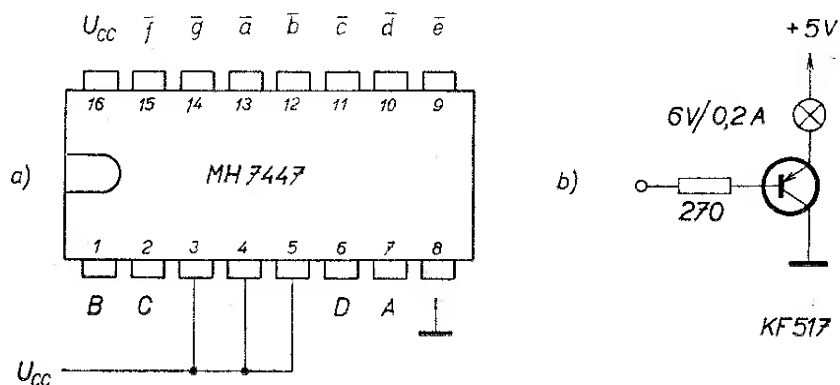 U_CC f̅ g̅ a̅ b̅ c̅ d̅ e̅
16 15 14 13 12 11 10 9
a) MH 7447
1 2 3 4 5 6 7 8
B C D A
U_CC
+5V
6V/0,2A
b)
270
KF517